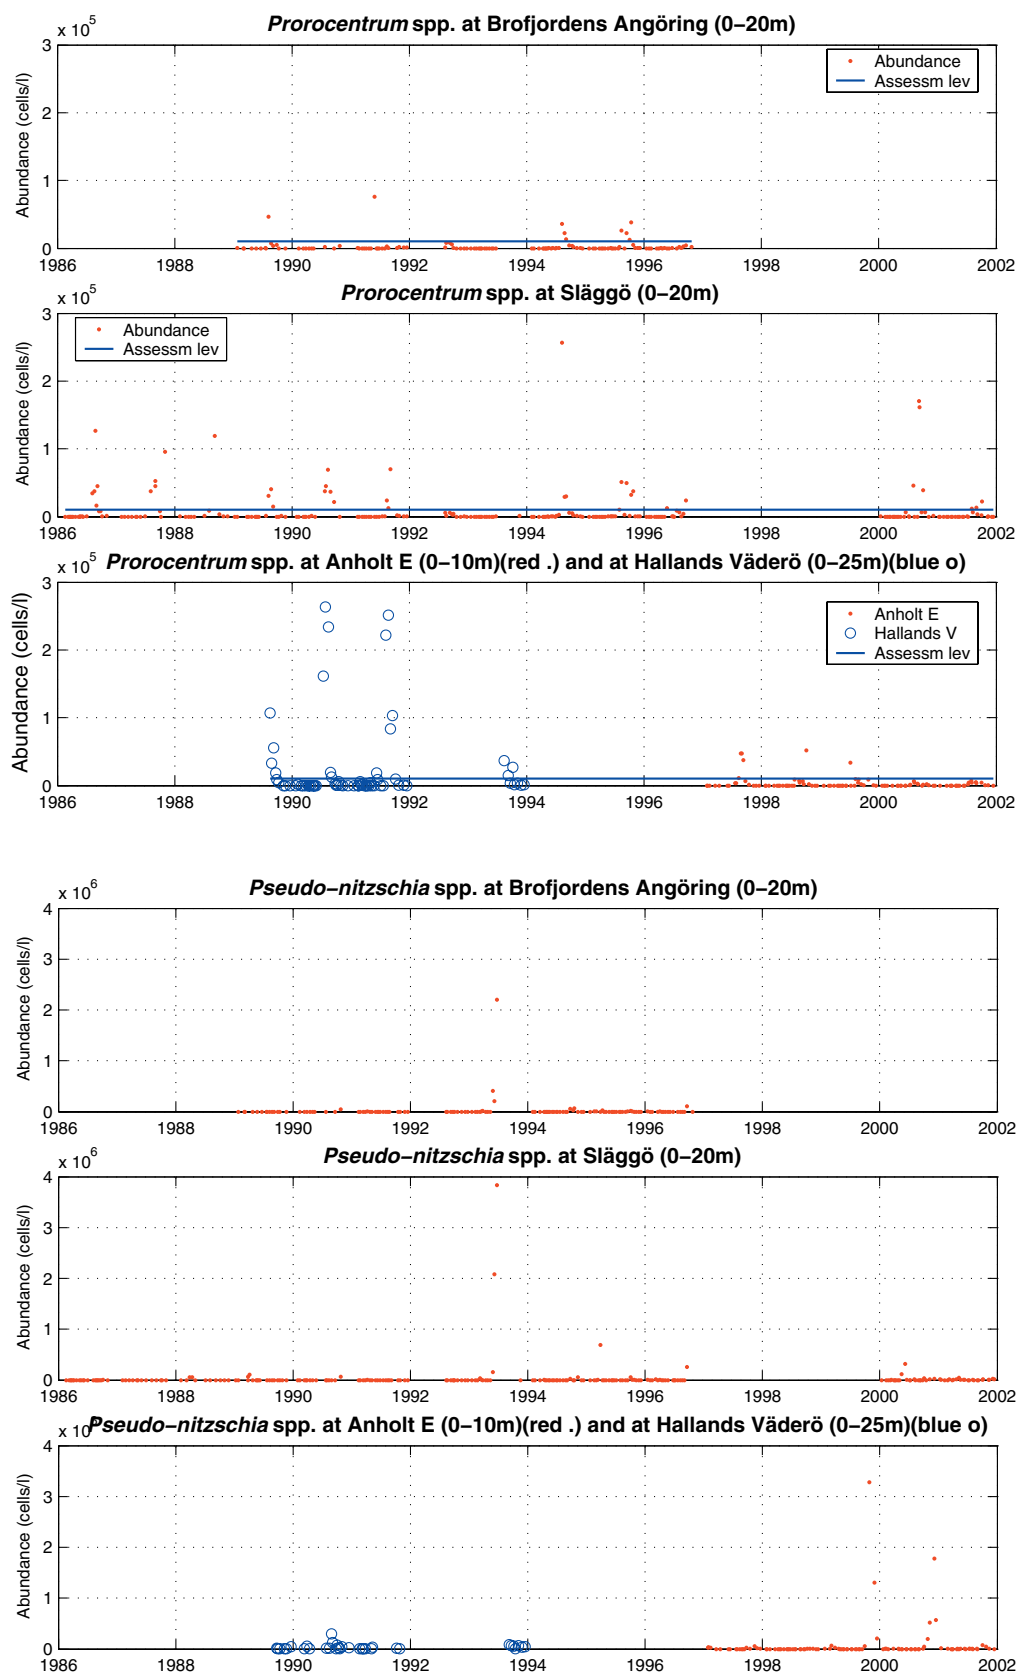 Prorocentrum spp. at Brofjordens Angöring (0−20m)
x 10^5
Abundance (cells/l)
3
2
1
0
Abundance
Assessm lev
1986 1988 1990 1992 1994 1996 1998 2000 2002
Prorocentrum spp. at Släggö (0−20m)
x 10^5
Abundance (cells/l)
3
2
1
0
Abundance
Assessm lev
1986 1988 1990 1992 1994 1996 1998 2000 2002
Prorocentrum spp. at Anholt E (0−10m)(red .) and at Hallands Väderö (0−25m)(blue o)
x 10^5
Abundance (cells/l)
3
2
1
0
Anholt E
Hallands V
Assessm lev
1986 1988 1990 1992 1994 1996 1998 2000 2002
Pseudo−nitzschia spp. at Brofjordens Angöring (0−20m)
x 10^6
Abundance (cells/l)
4
3
2
1
0
1986 1988 1990 1992 1994 1996 1998 2000 2002
Pseudo−nitzschia spp. at Släggö (0−20m)
x 10^6
Abundance (cells/l)
4
3
2
1
0
1986 1988 1990 1992 1994 1996 1998 2000 2002
Pseudo−nitzschia spp. at Anholt E (0−10m)(red .) and at Hallands Väderö (0−25m)(blue o)
x 10
Abundance (cells/l)
4
3
2
1
0
1986 1988 1990 1992 1994 1996 1998 2000 2002